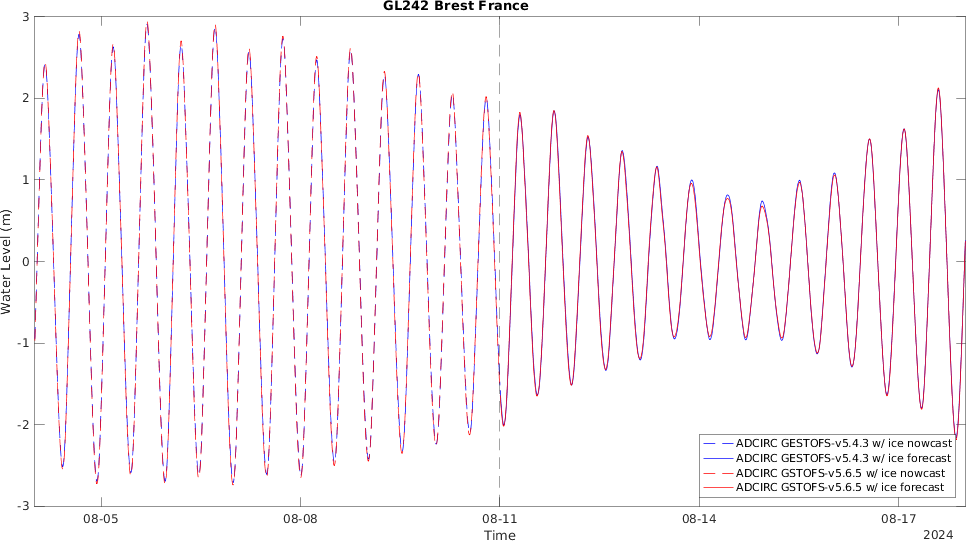 GL242 Brest France
3
2
1
0
-1
-2
-3
Water Level (m)
08-05
08-08
08-11
08-14
08-17
Time
2024
ADCIRC GESTOFS-v5.4.3 w/ ice nowcast
ADCIRC GESTOFS-v5.4.3 w/ ice forecast
ADCIRC GSTOFS-v5.6.5 w/ ice nowcast
ADCIRC GSTOFS-v5.6.5 w/ ice forecast